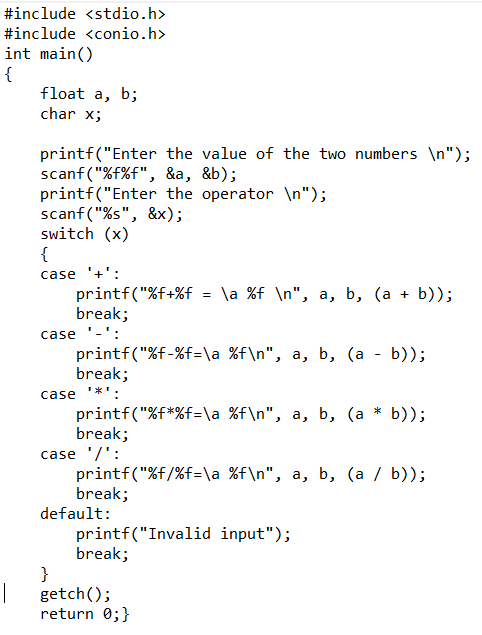 #include <stdio.h>
#include <conio.h>
int main()
{
    float a, b;
    char x;

    printf("Enter the value of the two numbers \n");
    scanf("%f%f", &a, &b);
    printf("Enter the operator \n");
    scanf("%s", &x);
    switch (x)
    {
    case '+':
        printf("%f+%f = \a %f \n", a, b, (a + b));
        break;
    case '-':
        printf("%f-%f=\a %f\n", a, b, (a - b));
        break;
    case '*':
        printf("%f*%f=\a %f\n", a, b, (a * b));
        break;
    case '/':
        printf("%f/%f=\a %f\n", a, b, (a / b));
        break;
    default:
        printf("Invalid input");
        break;
    }
    getch();
    return 0;}